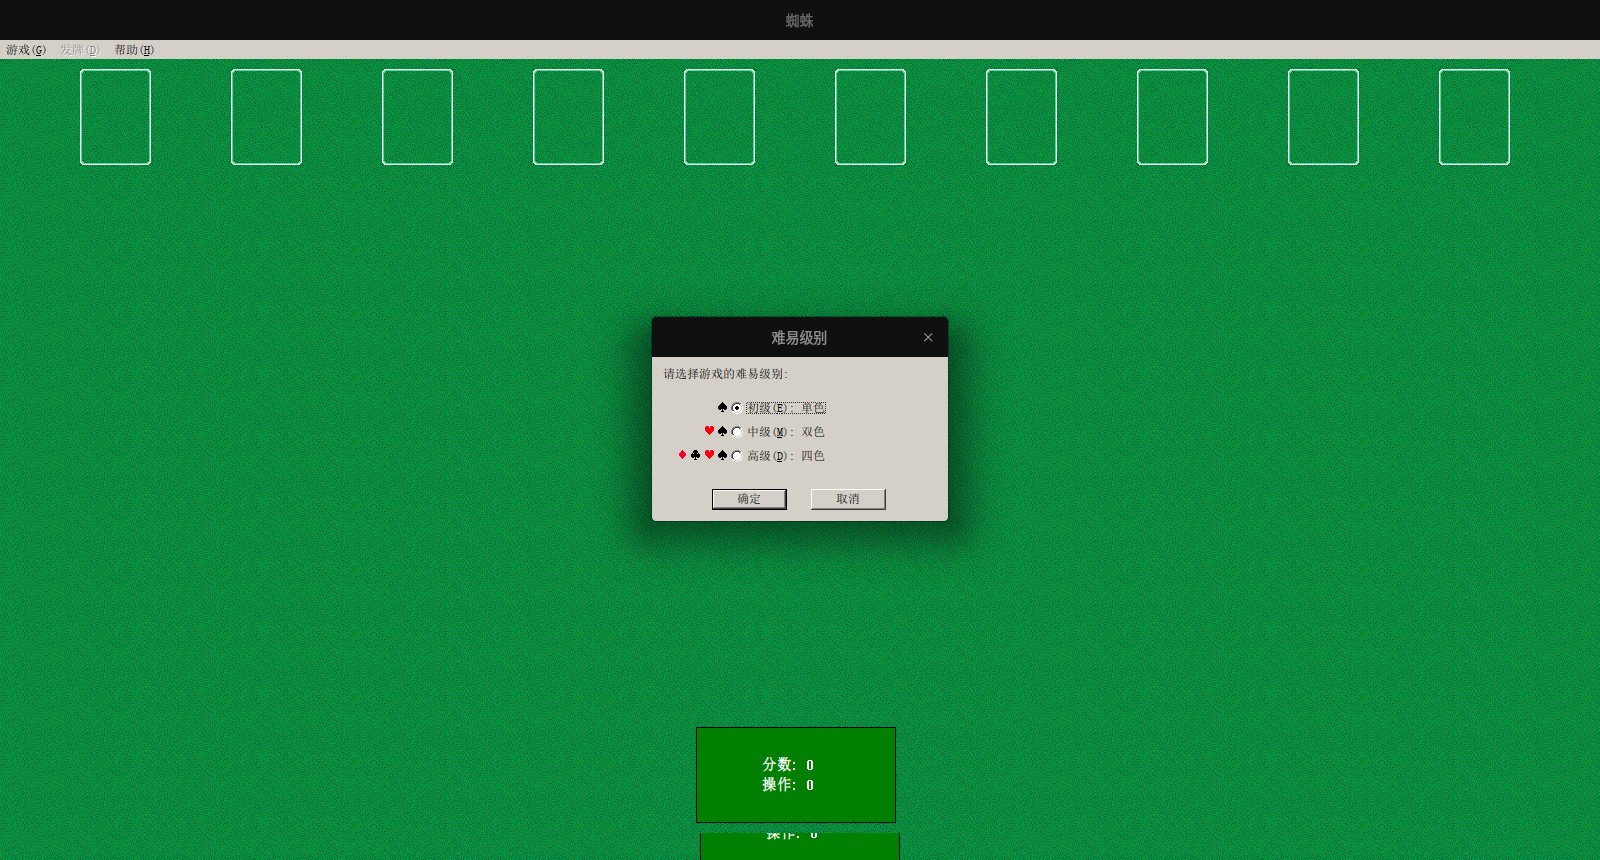 蜘蛛
游戏(G) 发牌(D) 帮助(H)
难易级别
请选择游戏的难易级别:
初级(E): 单色
中级(M): 双色
高级(D): 四色
确定 取消
分数: 0
操作: 0
操作: 0